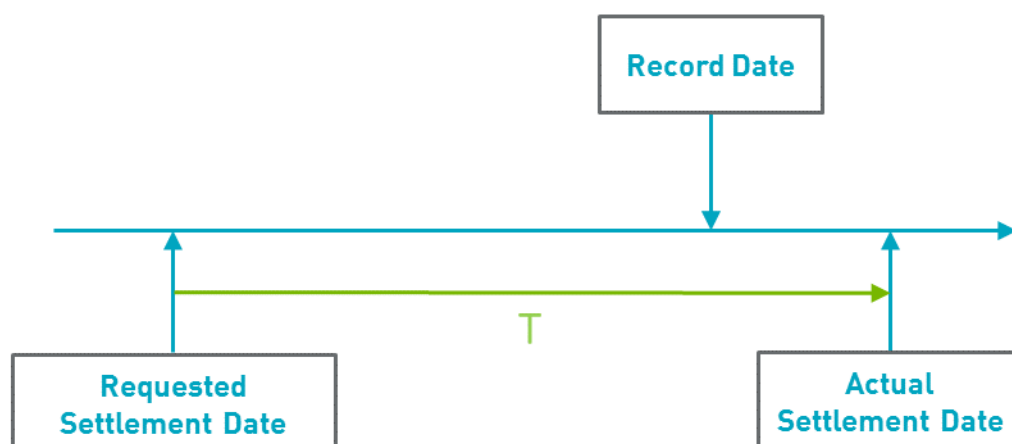 Record Date
T
Requested
Settlement Date
Actual
Settlement Date